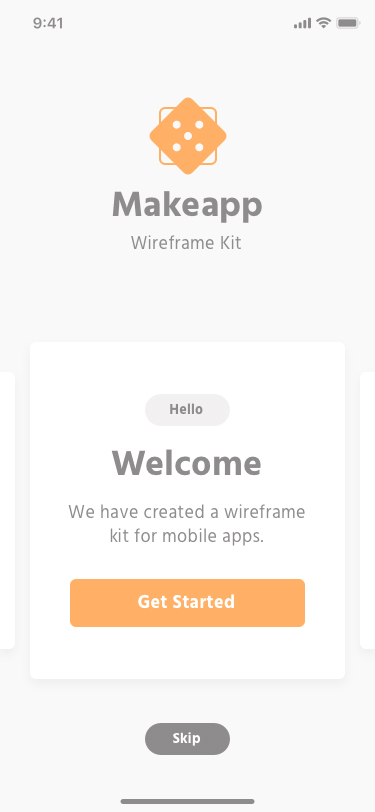 9:41
Makeapp
Wireframe Kit
Hello
Welcome
We have created a wireframe
kit for mobile apps.
Get Started
Skip